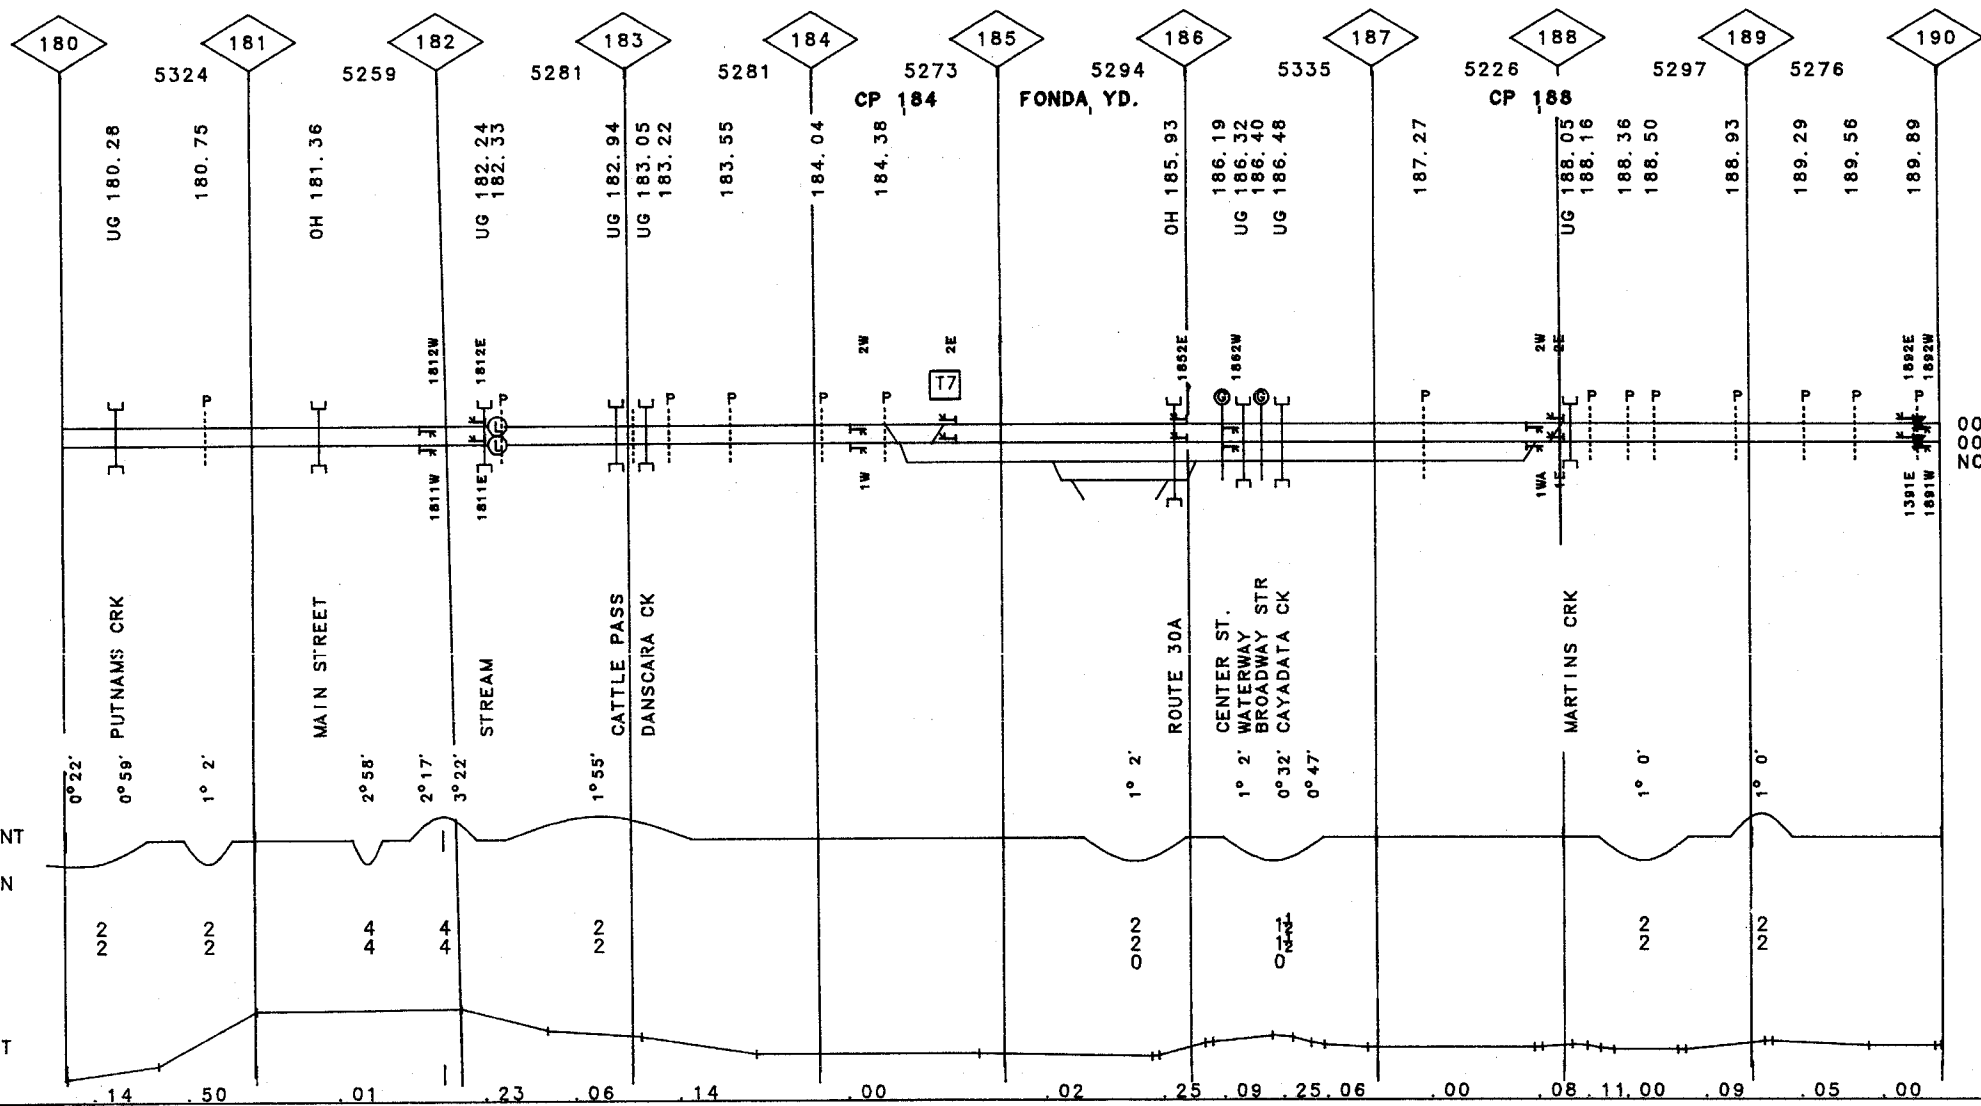 180 181 182 183 184 185 186 187 188 189 190
5324 5259 5281 5281 5273 5294 5335 5226 5297 5276
CP 184 FONDA YD. CP 188
UG 180.28
180.75
OH 181.36
UG 182.24
182.33
UG 182.94
UG 183.05
183.22
183.55
184.04
184.38
OH 185.93
186.19
UG 186.32
186.40
UG 186.48
187.27
UG 188.05
188.16
188.36
188.50
188.93
189.29
189.56
189.89
1812W
1812E
2W
2E
1852E
1862W
2W
2E
1892E
1892W
T7
P P P P P P G G P P P P P P P P
L
L
00
00
NO
1811W
1811E
1W
1WA
1E
1391E
1891W
PUTNAMS CRK
MAIN STREET
STREAM
CATTLE PASS
DANSCARA CK
ROUTE 30A
CENTER ST.
WATERWAY
BROADWAY STR
CAYADATA CK
MARTINS CRK
0°22'
0°59'
1° 2'
2°58'
2°17'
3°22'
1°55'
1° 2'
1° 2'
0°32'
0°47'
1° 0'
1° 0'
NT
N
2 2 4 4 2 2 2 2
2 2 4 4 2 2 2 2
0 0
T
.14 .50 .01 .23 .06 .14 .00 .02 .25 .09 .25 .06 .00 .08 .11 .00 .09 .05 .00